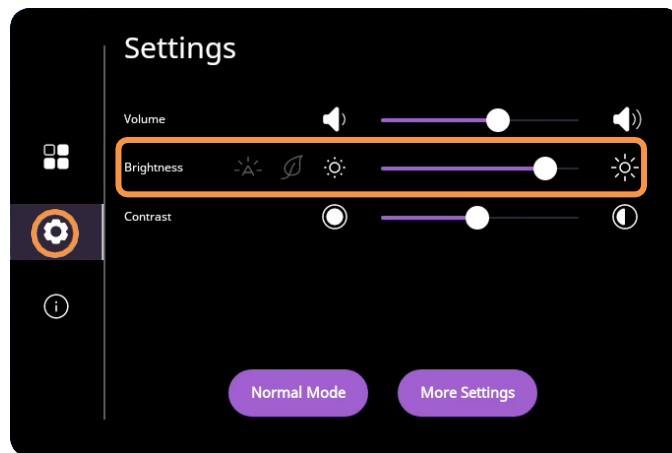 Settings
Volume
Brightness
A
Contrast
Normal Mode
More Settings